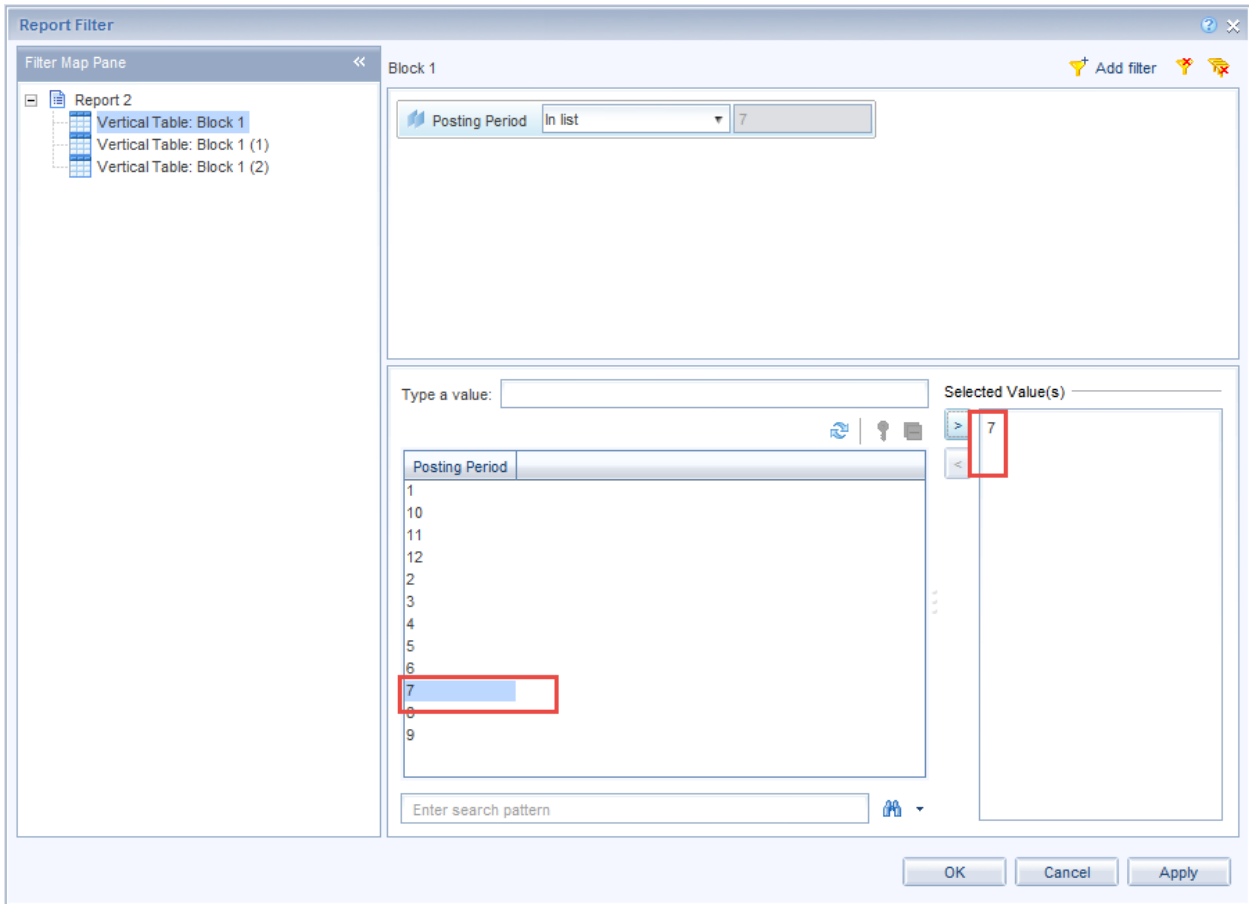 Report Filter
Filter Map Pane
Report 2
Vertical Table: Block 1
Vertical Table: Block 1 (1)
Vertical Table: Block 1 (2)
Block 1
Add filter
Posting Period In list 7
Type a value:
Posting Period
1
10
11
12
2
3
4
5
6
7
8
9
Enter search pattern
Selected Value(s)
>
<
7
OK Cancel Apply